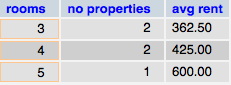 rooms no properties avg rent
3 2 362.50
4 2 425.00
5 1 600.00